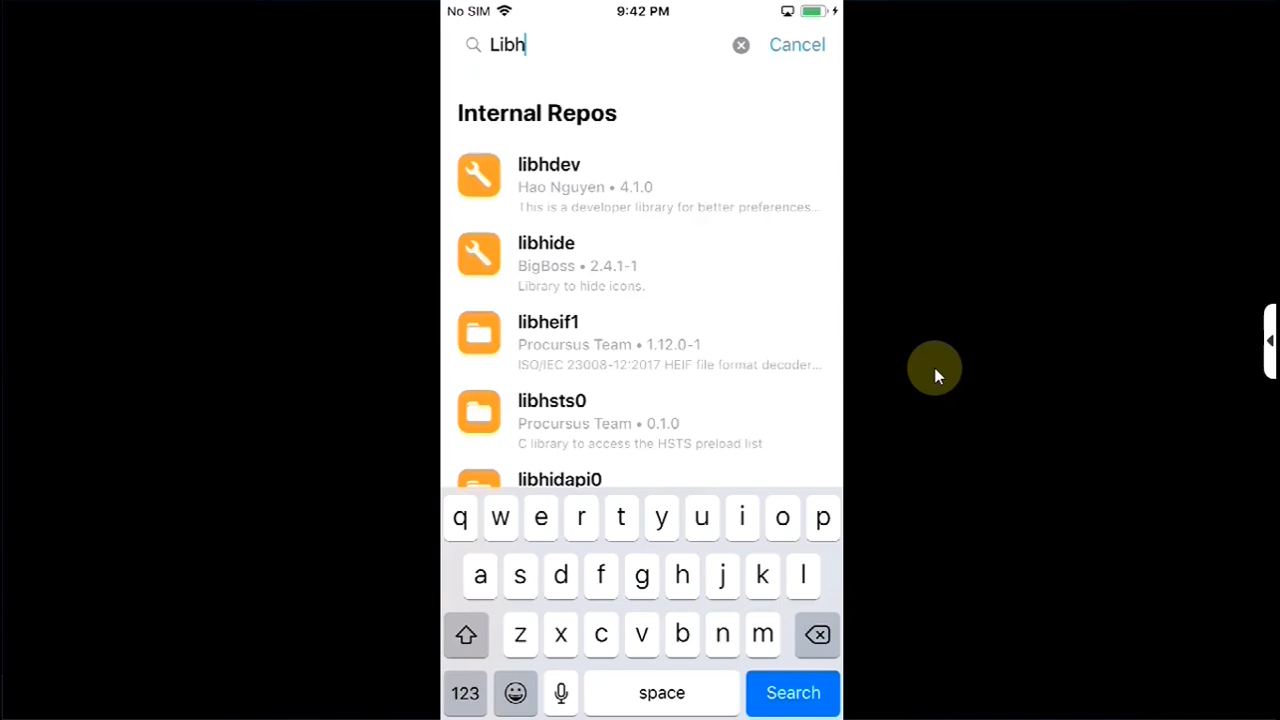 No SIM 9:42 PM
Libh Cancel
Internal Repos
libhdev
Hao Nguyen • 4.1.0
This is a developer library for better preferences...
libhide
BigBoss • 2.4.1-1
Library to hide icons.
libheif1
Procursus Team • 1.12.0-1
ISO/IEC 23008-12:2017 HEIF file format decoder...
libhsts0
Procursus Team • 0.1.0
C library to access the HSTS preload list
libhidapi0
q w e r t y u i o p
a s d f g h j k l
z x c v b n m
123 space Search